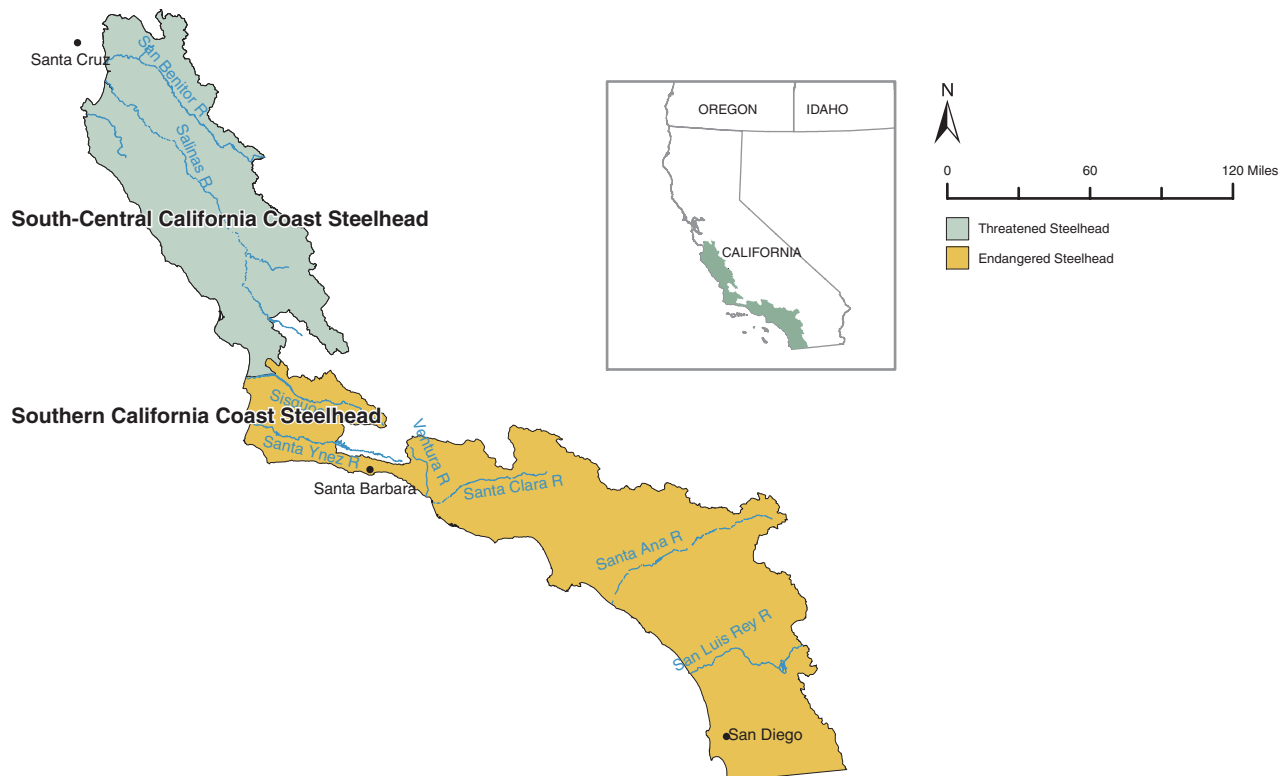 Santa Cruz
San Benitor R
Salinas R
South-Central California Coast Steelhead
Southern California Coast Steelhead
Santa Ynez R
Santa Barbara
Ventura R
Santa Clara R
Santa Ana R
San Luis Rey R
San Diego
OREGON
IDAHO
CALIFORNIA
N
0 60 120 Miles
Threatened Steelhead
Endangered Steelhead